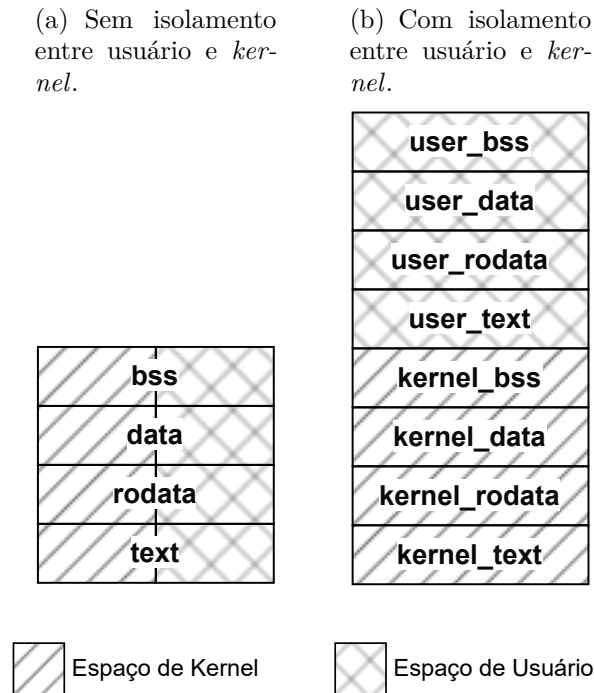 (a) Sem isolamento
entre usuário e ker-
nel.
(b) Com isolamento
entre usuário e ker-
nel.
bss
data
rodata
text
user_bss
user_data
user_rodata
user_text
kernel_bss
kernel_data
kernel_rodata
kernel_text
Espaço de Kernel
Espaço de Usuário